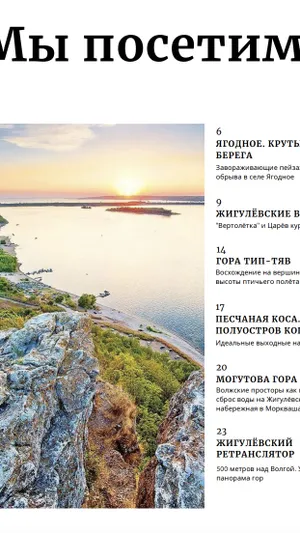 Мы посетим
6
ЯГОДНОЕ. КРУТЫ
БЕРЕГА
Завораживающие пейза
обрыва в селе Ягодное
9
ЖИГУЛЁВСКИЕ В
"Вертолётка" и Царёв кур
14
ГОРА ТИП-ТЯВ
Восхождение на вершин
высоты птичьего полёта
17
ПЕСЧАНАЯ КОСА.
ПОЛУОСТРОВ КО
Идеальные выходные на
20
МОГУТОВА ГОРА
Волжские просторы как
сброс воды на Жигулёвс
набережная в Моркваша
23
ЖИГУЛЁВСКИЙ
РЕТРАНСЛЯТОР
500 метров над Волгой. У
панорама гор